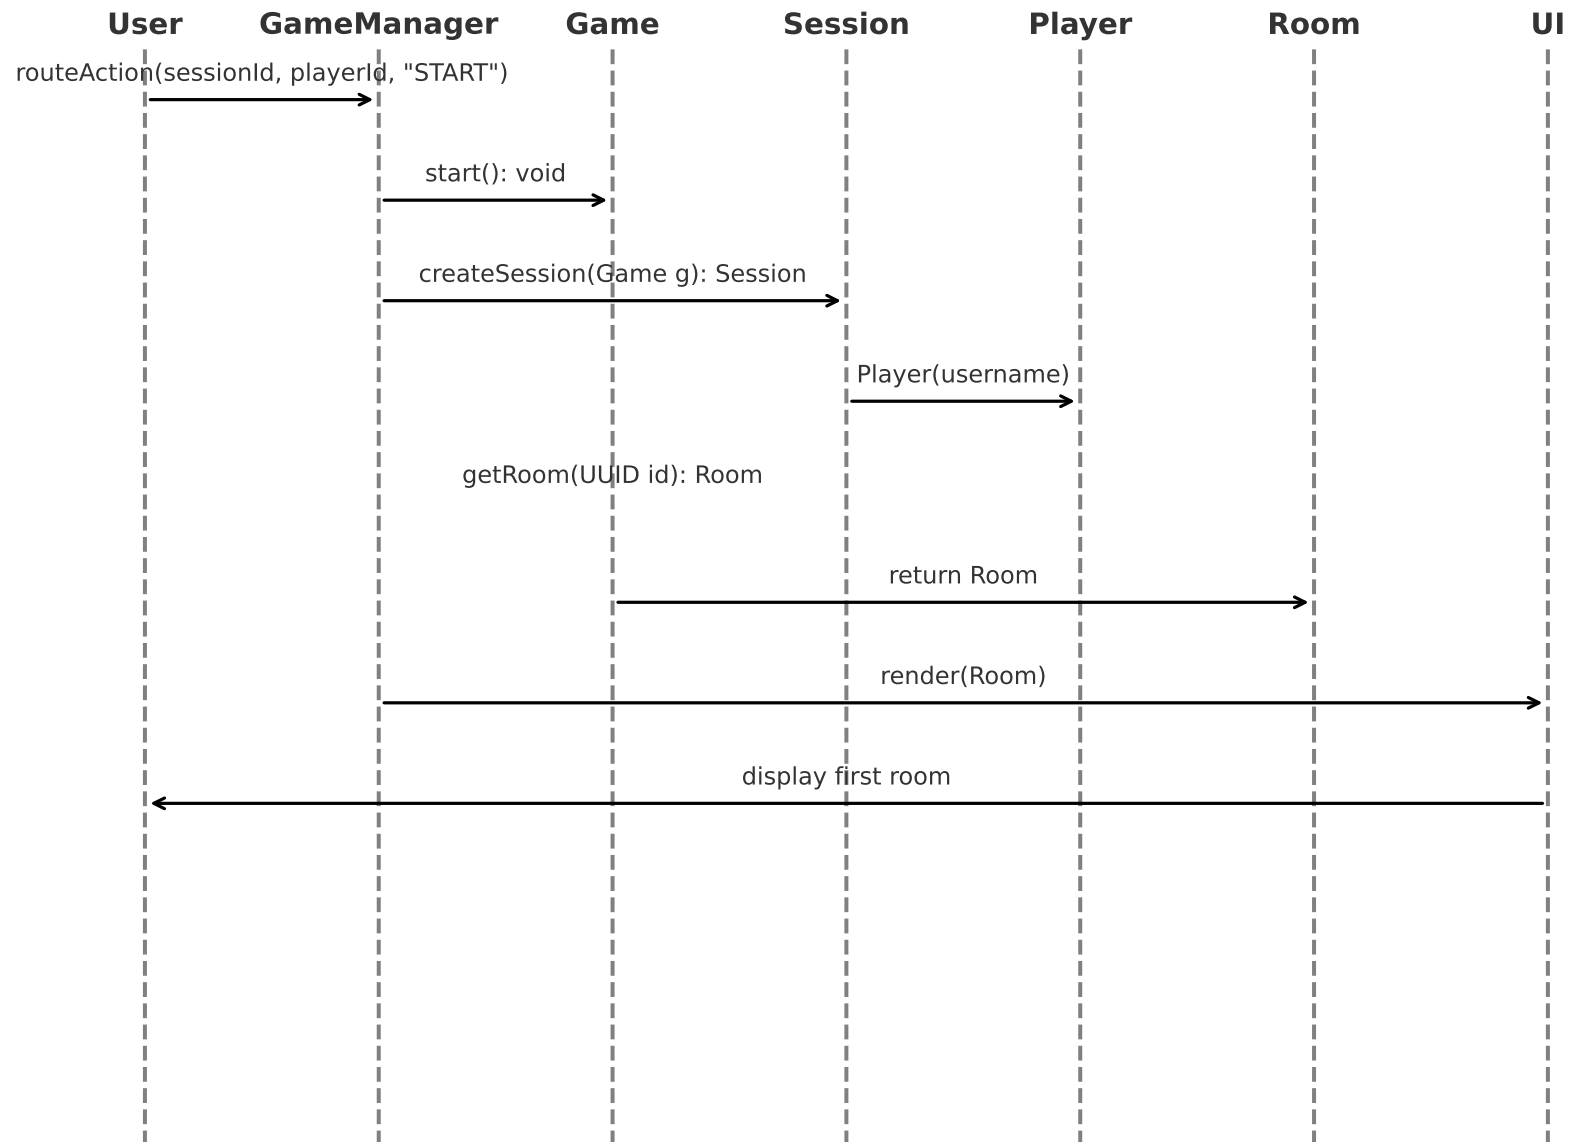 User GameManager Game Session Player Room UI
routeAction(sessionId, playerId, "START")
start(): void
createSession(Game g): Session
Player(username)
getRoom(UUID id): Room
return Room
render(Room)
display first room